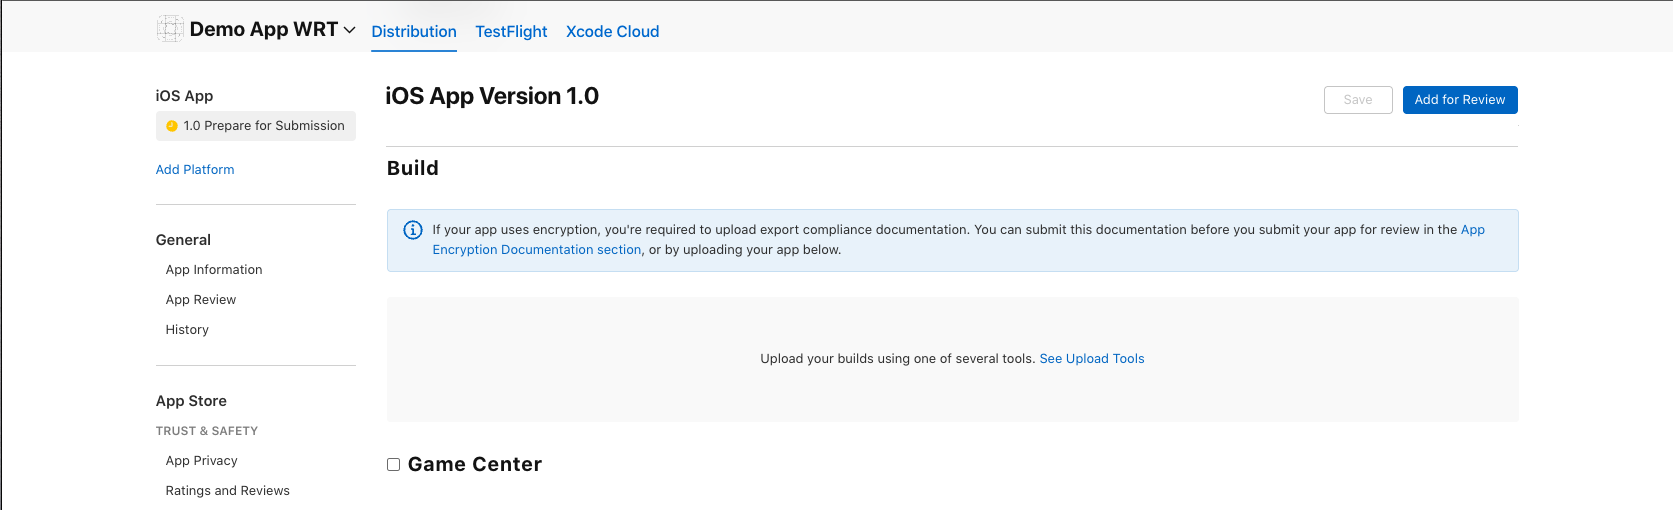 Demo App WRT
Distribution
TestFlight
Xcode Cloud
iOS App
1.0 Prepare for Submission
Add Platform
General
App Information
App Review
History
App Store
TRUST & SAFETY
App Privacy
Ratings and Reviews
iOS App Version 1.0
Save
Add for Review
Build
If your app uses encryption, you're required to upload export compliance documentation. You can submit this documentation before you submit your app for review in the App
Encryption Documentation section, or by uploading your app below.
Upload your builds using one of several tools. See Upload Tools
Game Center